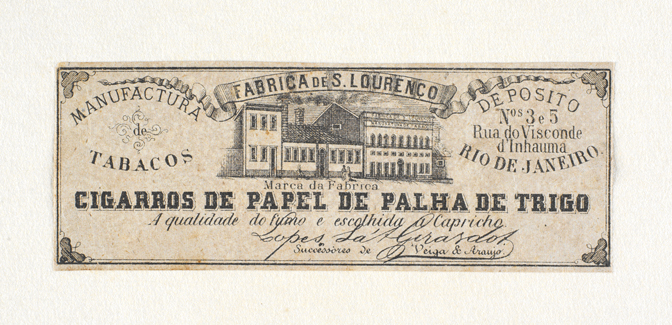 FABRICA DE S. LOURENÇO
MANUFACTURA
de
TABACOS
DEPOSITO
Nos 3 e 5
Rua do Visconde
d'Inhauma
RIO DE JANEIRO
Marca da Fabrica
CIGARROS DE PAPEL DE PALHA DE TRIGO
A qualidade do fumo e escolhida a Capricho
Lopes Sá Girardot
Successores de Veiga & Araujo